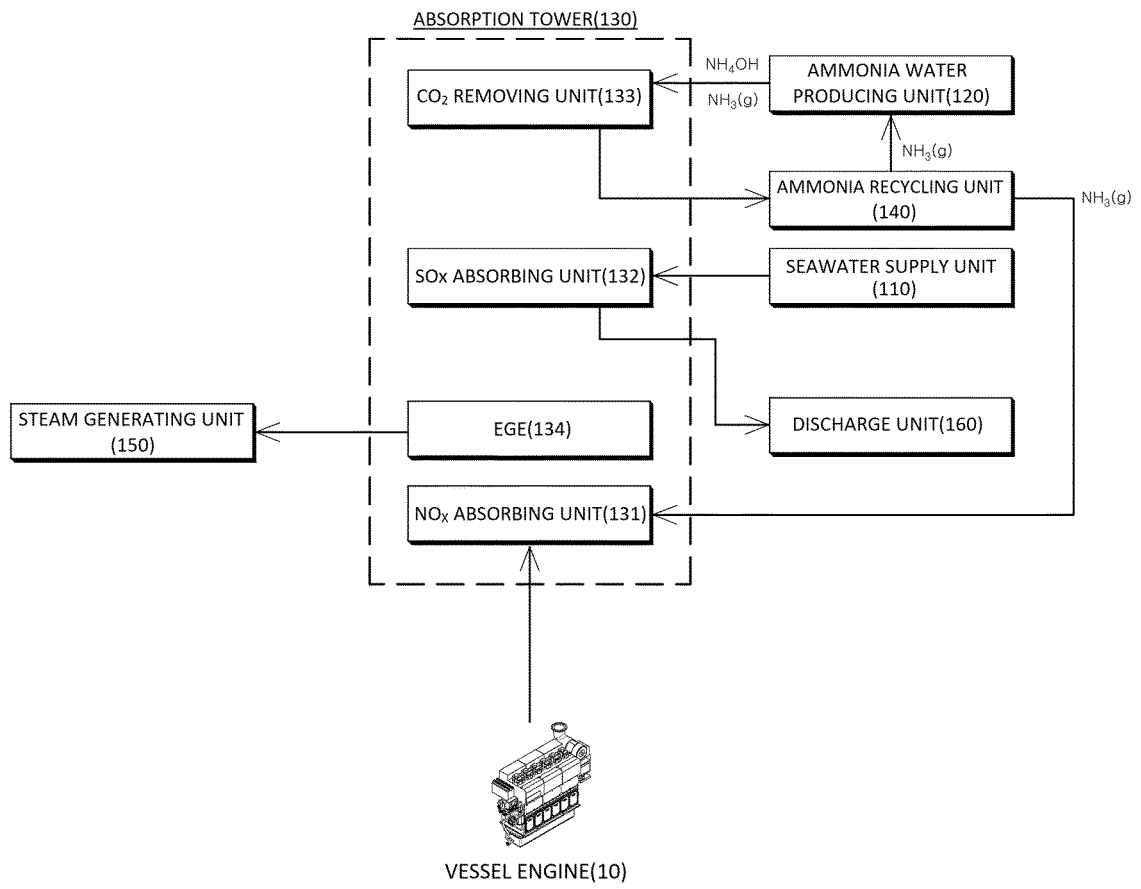 ABSORPTION TOWER(130)
CO₂ REMOVING UNIT(133)
NH₄OH
NH₃(g)
AMMONIA WATER
PRODUCING UNIT(120)
NH₃(g)
AMMONIA RECYCLING UNIT
(140)
NH₃(g)
SOx ABSORBING UNIT(132)
SEAWATER SUPPLY UNIT
(110)
STEAM GENERATING UNIT
(150)
EGE(134)
DISCHARGE UNIT(160)
NOₓ ABSORBING UNIT(131)
VESSEL ENGINE(10)